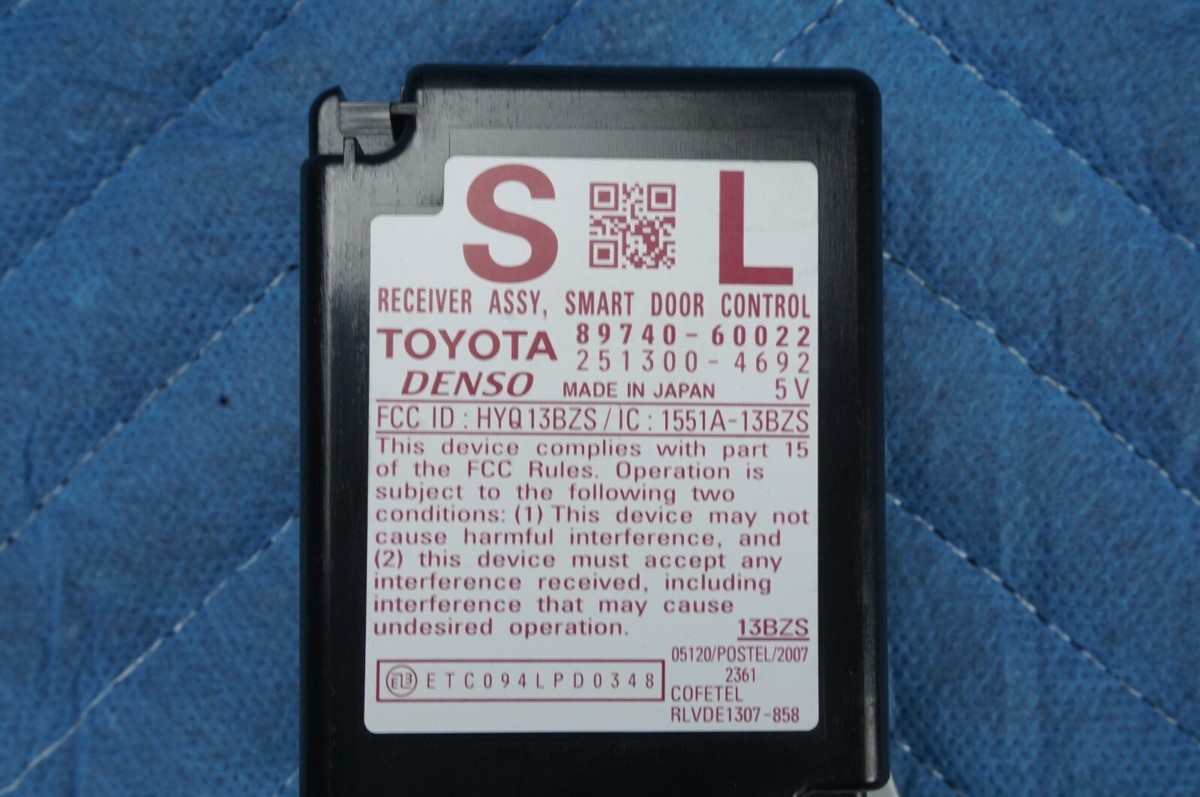 S L
RECEIVER ASSY, SMART DOOR CONTROL
TOYOTA 89740-60022
251300-4692
DENSO MADE IN JAPAN 5V
FCC ID : HYQ13BZS / IC : 1551A-13BZS
This device complies with part 15
of the FCC Rules. Operation is
subject to the following two
conditions: (1) This device may not
cause harmful interference, and
(2) this device must accept any
interference received, including
interference that may cause
undesired operation.
13BZS
05120/POSTEL/2007
2361
E13 ETC094LPD0348
COFETEL
RLVDE1307-858